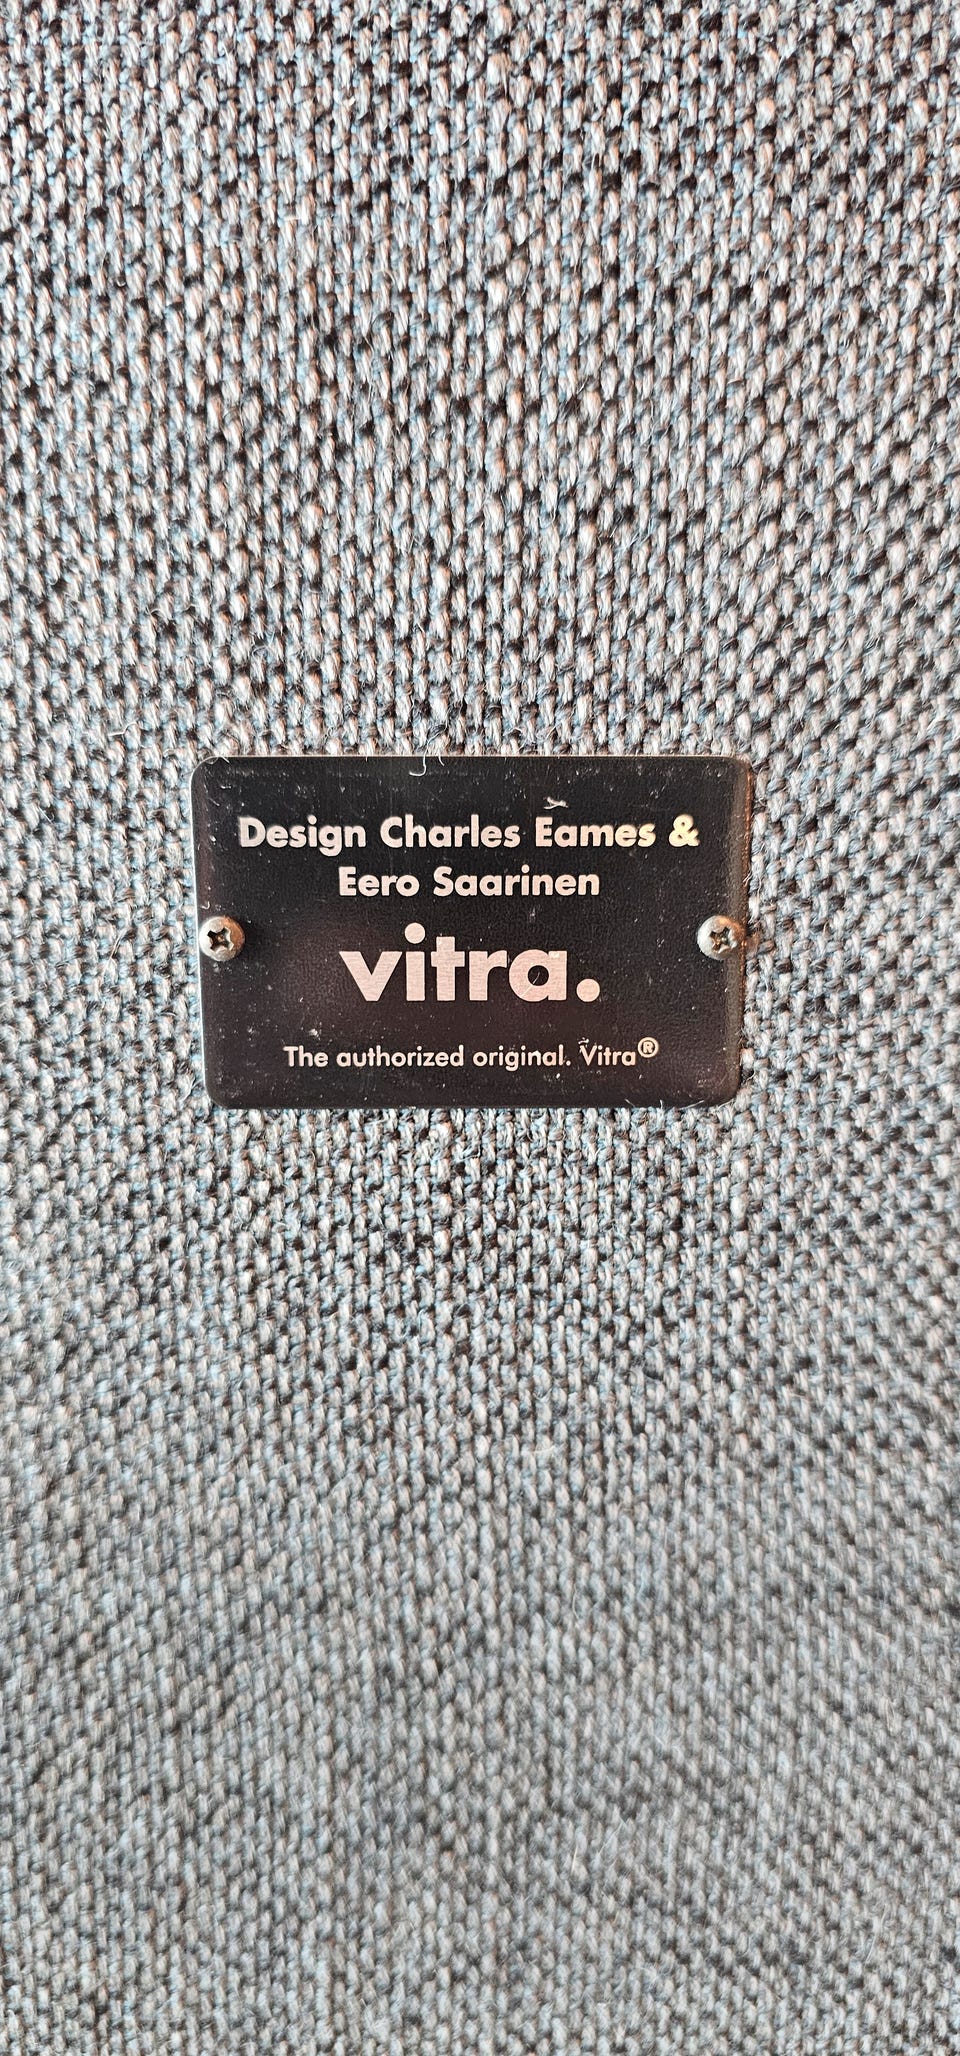 Design Charles Eames &
Eero Saarinen
vitra.
The authorized original. Vitra®